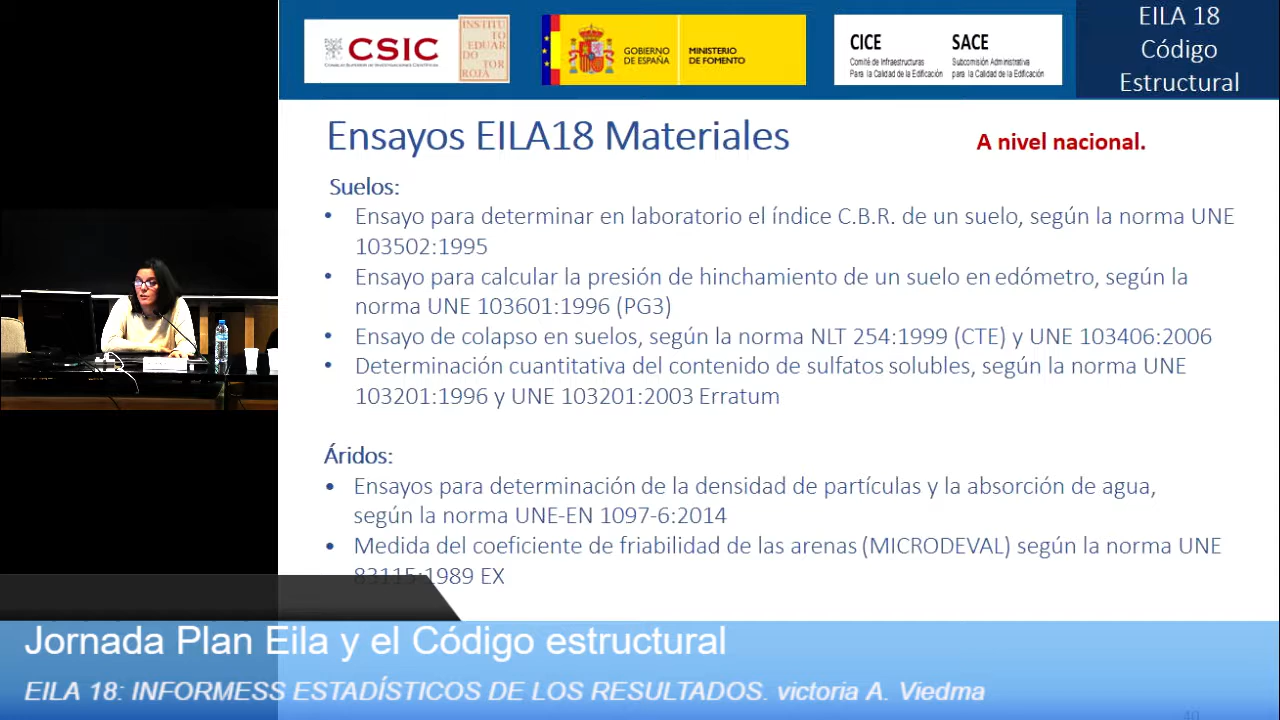 CSIC
CONSEJO SUPERIOR DE INVESTIGACIONES CIENTÍFICAS
INSTITU
TO EDUAR
DO TOR
ROJA
GOBIERNO
DE ESPAÑA
MINISTERIO
DE FOMENTO
CICE
Comité de Infraestructuras
Para la Calidad de la Edificación
SACE
Subcomisión Administrativa
para la Calidad de la Edificación
EILA 18
Código
Estructural
Ensayos EILA18 Materiales
A nivel nacional.
Suelos:
• Ensayo para determinar en laboratorio el índice C.B.R. de un suelo, según la norma UNE
103502:1995
• Ensayo para calcular la presión de hinchamiento de un suelo en edómetro, según la
norma UNE 103601:1996 (PG3)
• Ensayo de colapso en suelos, según la norma NLT 254:1999 (CTE) y UNE 103406:2006
• Determinación cuantitativa del contenido de sulfatos solubles, según la norma UNE
103201:1996 y UNE 103201:2003 Erratum
Áridos:
• Ensayos para determinación de la densidad de partículas y la absorción de agua,
según la norma UNE-EN 1097-6:2014
• Medida del coeficiente de friabilidad de las arenas (MICRODEVAL) según la norma UNE
83115:1989 EX
Jornada Plan Eila y el Código estructural
EILA 18: INFORMESS ESTADÍSTICOS DE LOS RESULTADOS. victoria A. Viedma
40